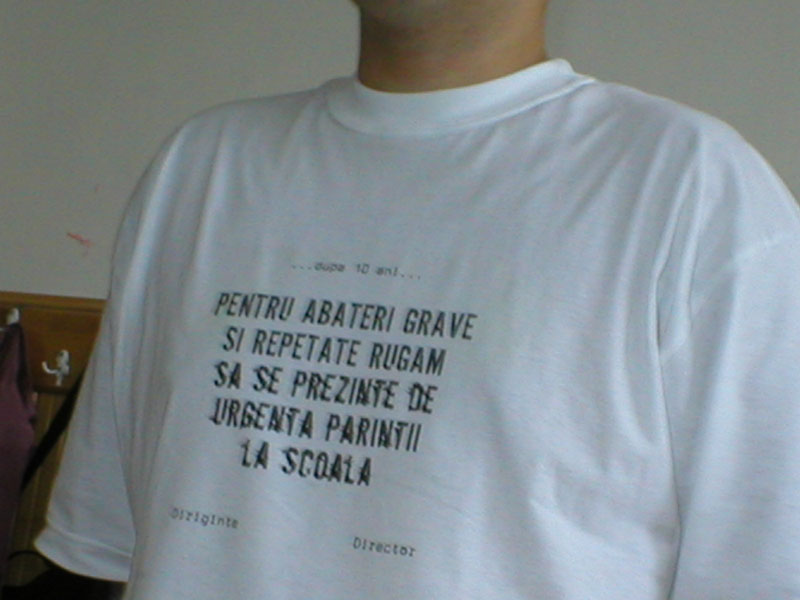 ...dupa 10 ani...
PENTRU ABATERI GRAVE
SI REPETATE RUGAM
SA SE PREZINTE DE
URGENTA PARINTII
LA SCOALA
Diriginte
Director